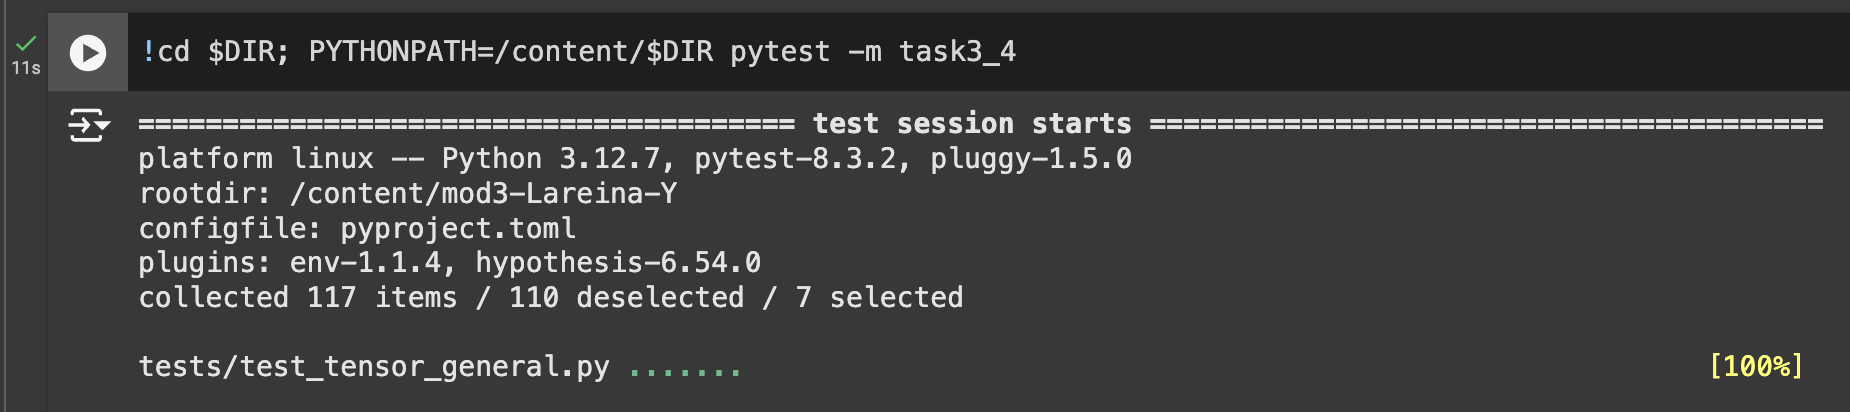 !cd $DIR; PYTHONPATH=/content/$DIR pytest -m task3_4
11s
======================================= test session starts ========================================
platform linux -- Python 3.12.7, pytest-8.3.2, pluggy-1.5.0
rootdir: /content/mod3-Lareina-Y
configfile: pyproject.toml
plugins: env-1.1.4, hypothesis-6.54.0
collected 117 items / 110 deselected / 7 selected
tests/test_tensor_general.py ....... [100%]